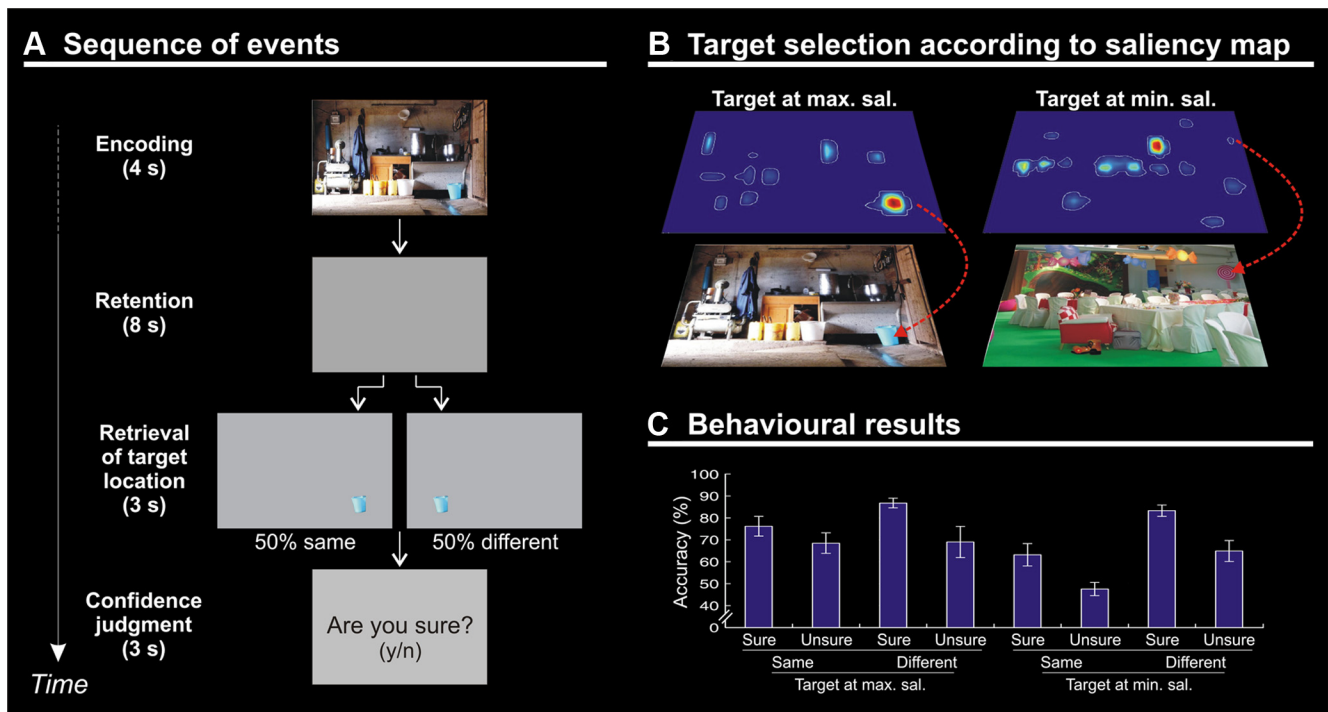 A Sequence of events
Encoding
(4 s)
Retention
(8 s)
Retrieval
of target
location
(3 s)
50% same
50% different
Confidence
judgment
(3 s)
Are you sure?
(y/n)
Time
B Target selection according to saliency map
Target at max. sal.
Target at min. sal.
C Behavioural results
Accuracy (%)
100
90
80
70
60
50
40
0
Sure Unsure Sure Unsure Sure Unsure Sure Unsure
Same Different Same Different
Target at max. sal. Target at min. sal.